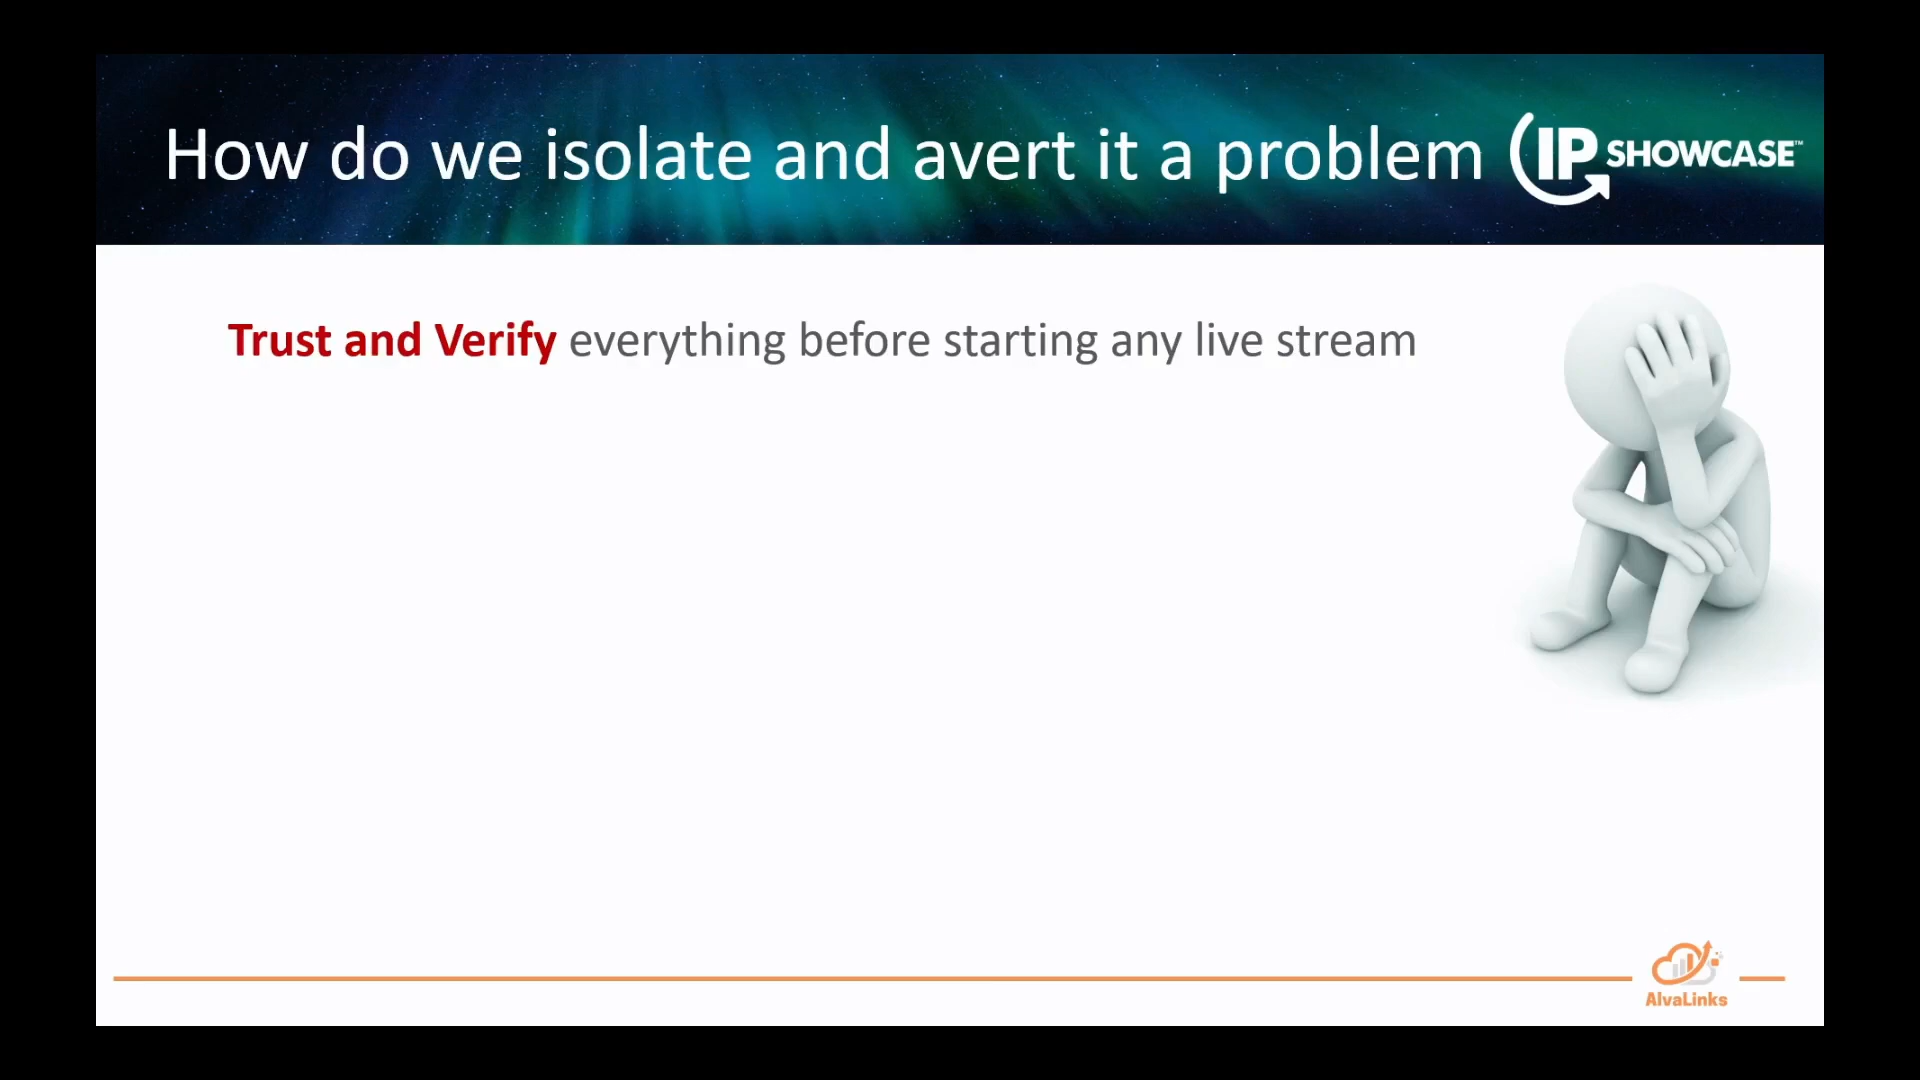 How do we isolate and avert it a problem
IP SHOWCASE™
Trust and Verify everything before starting any live stream
AlvaLinks